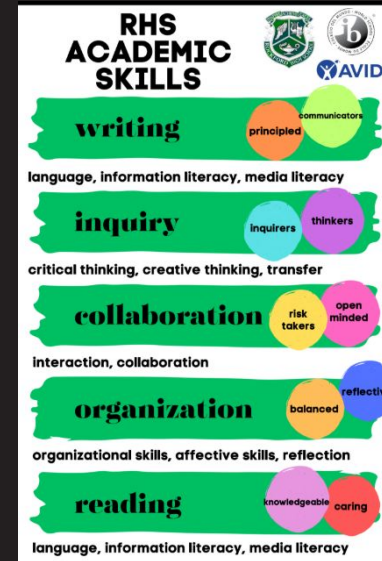 RHS
ACADEMIC
SKILLS
ib
AVID
writing
principled
communicators
language, information literacy, media literacy
inquiry
inquirers
thinkers
critical thinking, creative thinking, transfer
collaboration
risk
takers
open
minded
interaction, collaboration
organization
balanced
reflectiv
organizational skills, affective skills, reflection
reading
knowledgeable
caring
language, information literacy, media literacy